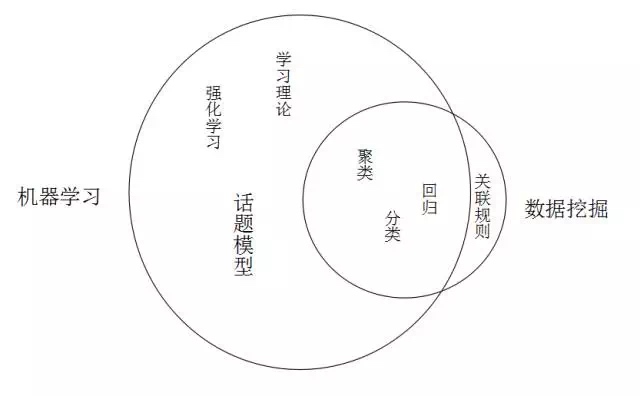 机器学习
强化学习
学习理论
话题模型
聚类
分类
回归
关联规则
数据挖掘